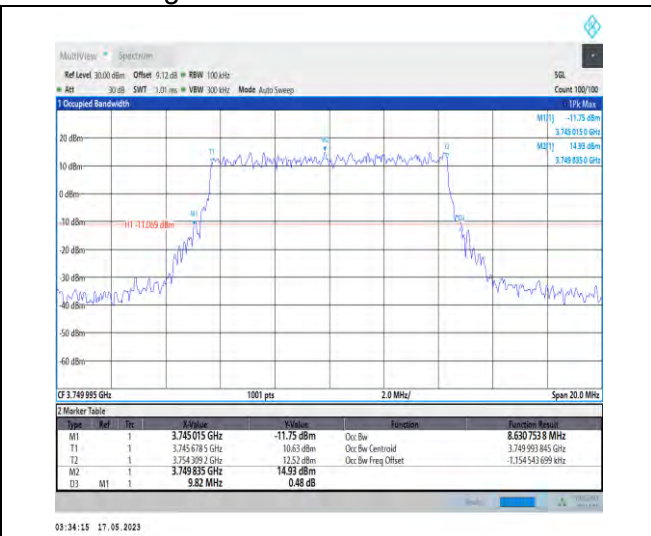 MultiView Spectrum
Ref Level 30.00 dBm Offset 9.12 dB RBW 100 kHz SGL
Att 30 dB SWT 1.01 ms VBW 300 kHz Mode Auto Sweep Count 100/100
1 Occupied Bandwidth 1Pk Max
M1[1] -11.75 dBm
3.745 015 0 GHz
20 dBm M2[1] 14.93 dBm
3.749 835 0 GHz
T1 M2 T2
10 dBm
0 dBm
M1 D3
-10 dBm H1 -11.069 dBm
-20 dBm
-30 dBm
-40 dBm
-50 dBm
-60 dBm
CF 3.749 995 GHz 1001 pts 2.0 MHz/ Span 20.0 MHz
2 Marker Table
Type Ref Trc X-Value Y-Value Function Function Result
M1 1 3.745 015 GHz -11.75 dBm Occ Bw 8.630 753 8 MHz
T1 1 3.745 678 5 GHz 10.63 dBm Occ Bw Centroid 3.749 993 845 GHz
T2 1 3.754 309 2 GHz 12.52 dBm Occ Bw Freq Offset -1.154 543 699 kHz
M2 1 3.749 835 GHz 14.93 dBm
D3 M1 1 9.82 MHz 0.48 dB
03:34:15 17.05.2023